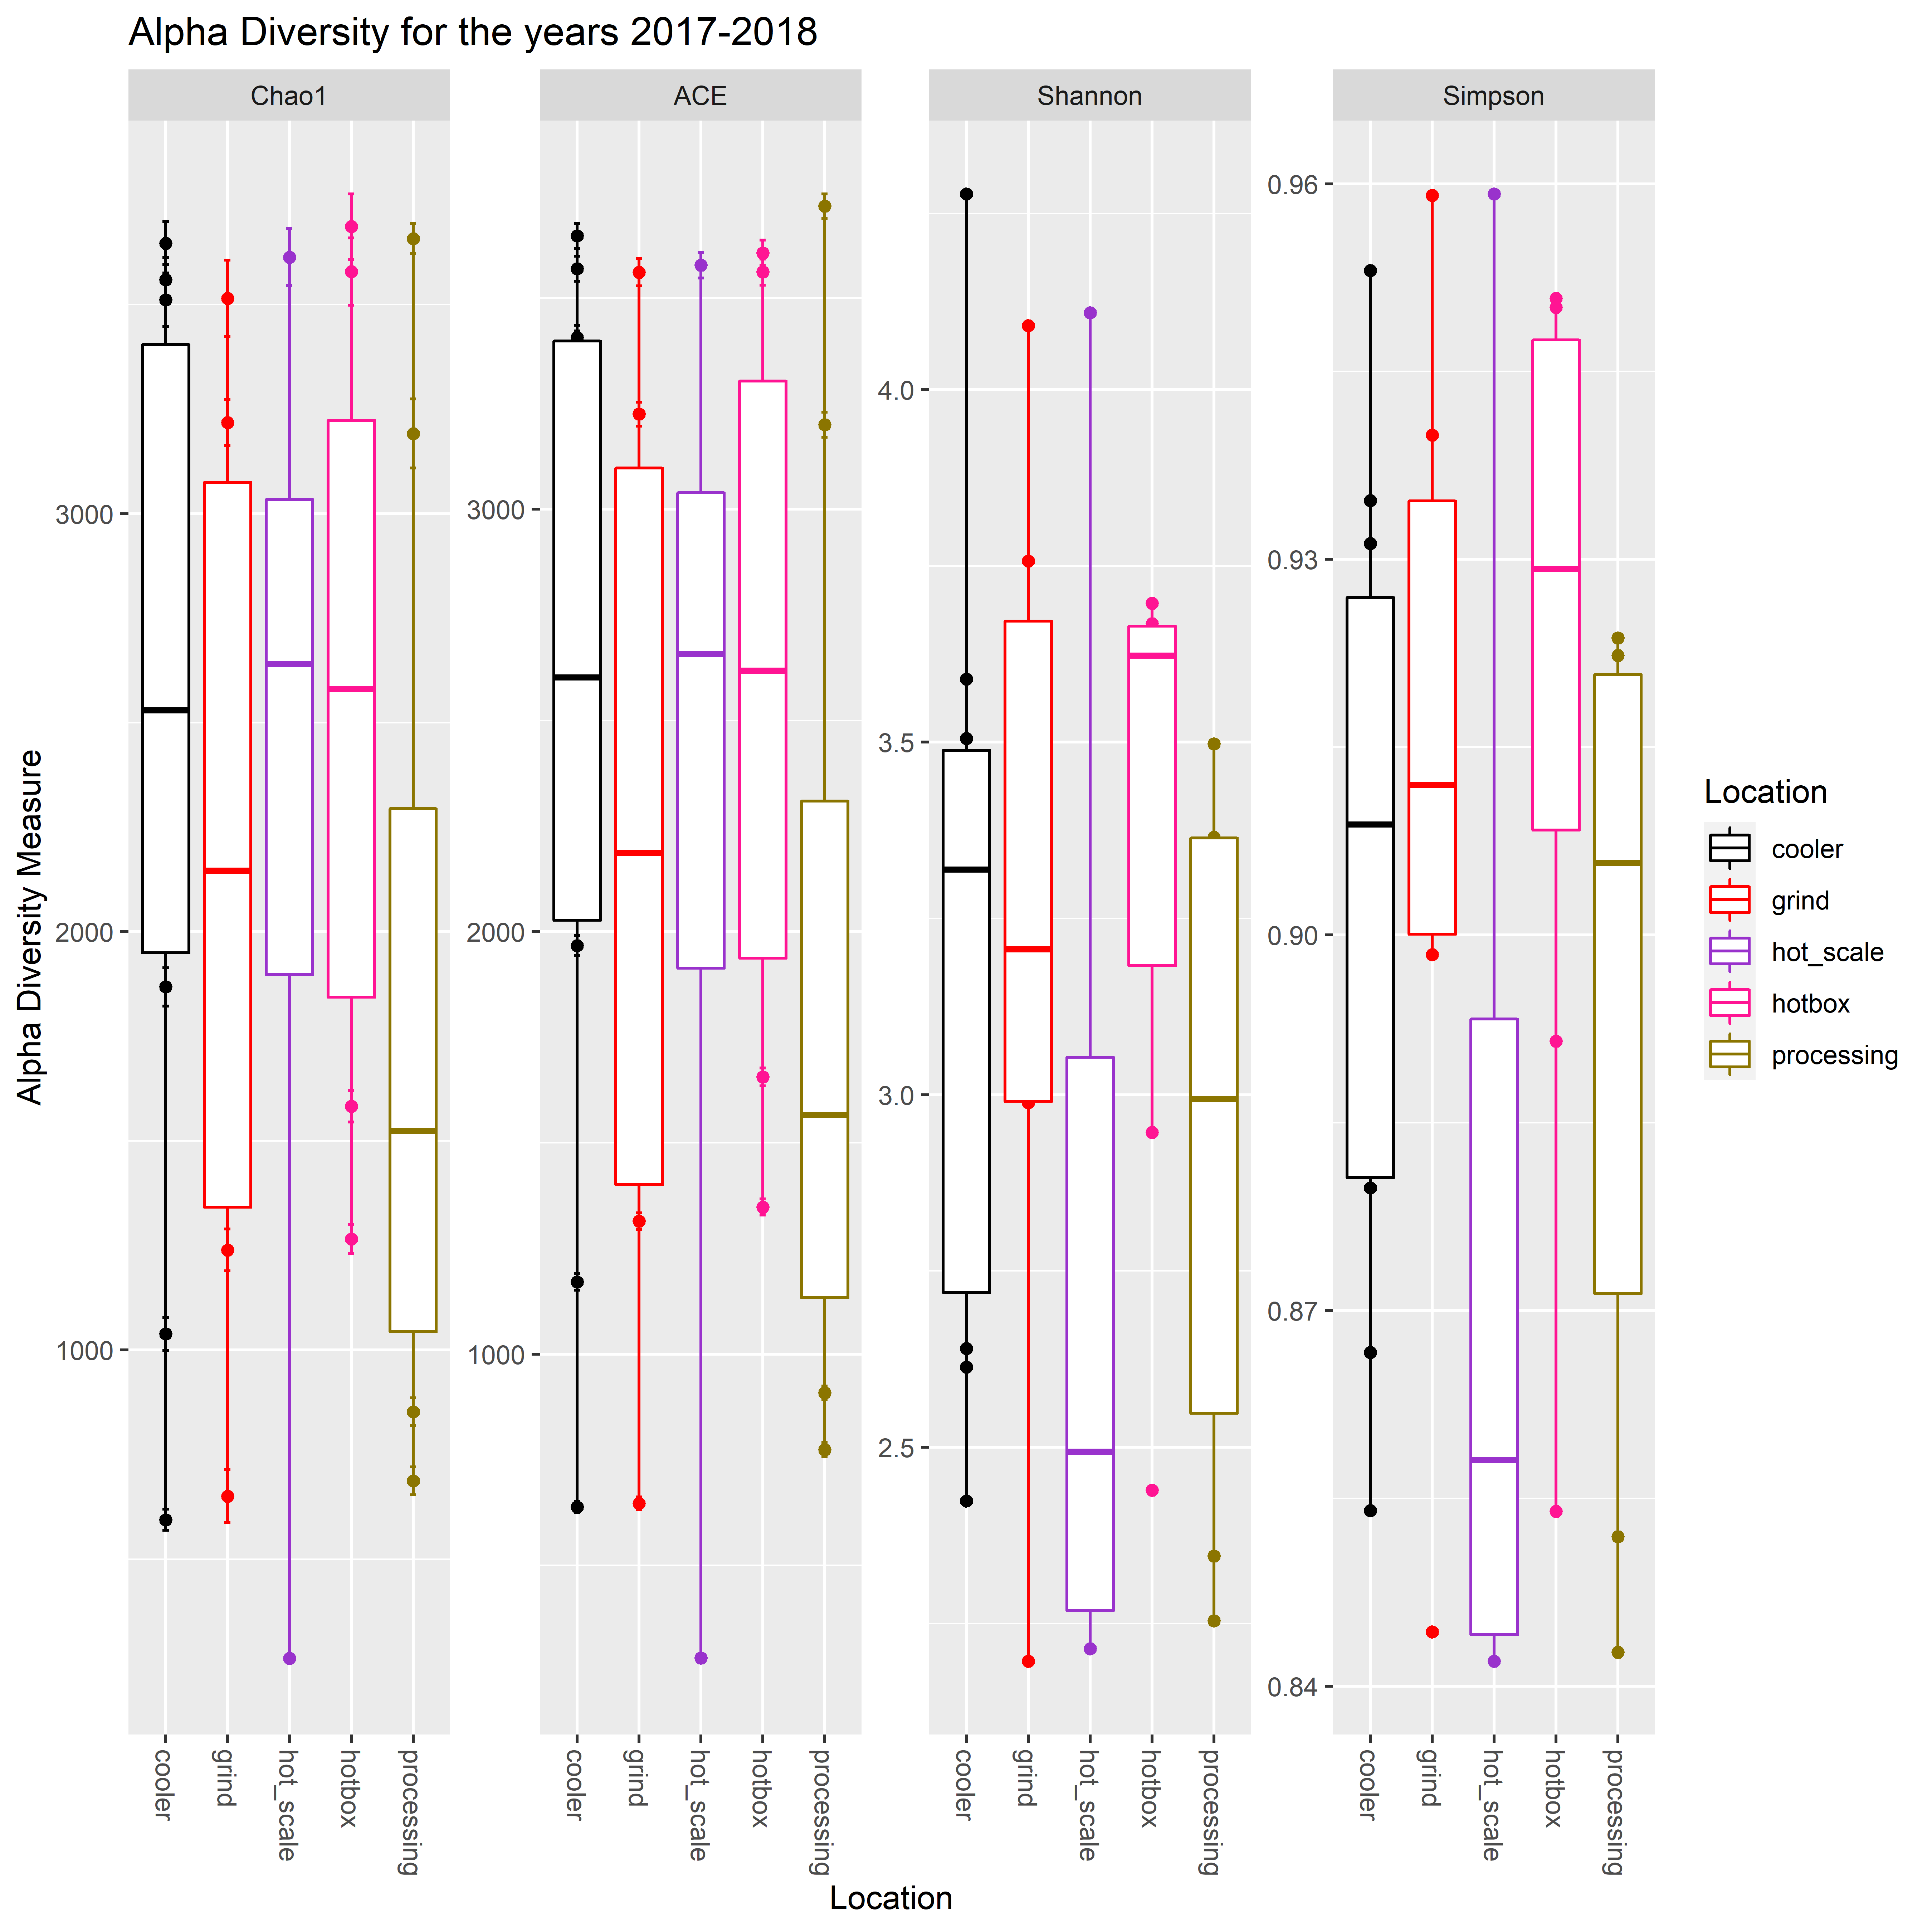 Alpha Diversity for the years 2017-2018
Chao1
ACE
Shannon
Simpson
Alpha Diversity Measure
3000
2000
1000
3000
2000
1000
4.0
3.5
3.0
2.5
0.96
0.93
0.90
0.87
0.84
cooler
grind
hot_scale
hotbox
processing
cooler
grind
hot_scale
hotbox
processing
cooler
grind
hot_scale
hotbox
processing
cooler
grind
hot_scale
hotbox
processing
Location
Location
cooler
grind
hot_scale
hotbox
processing